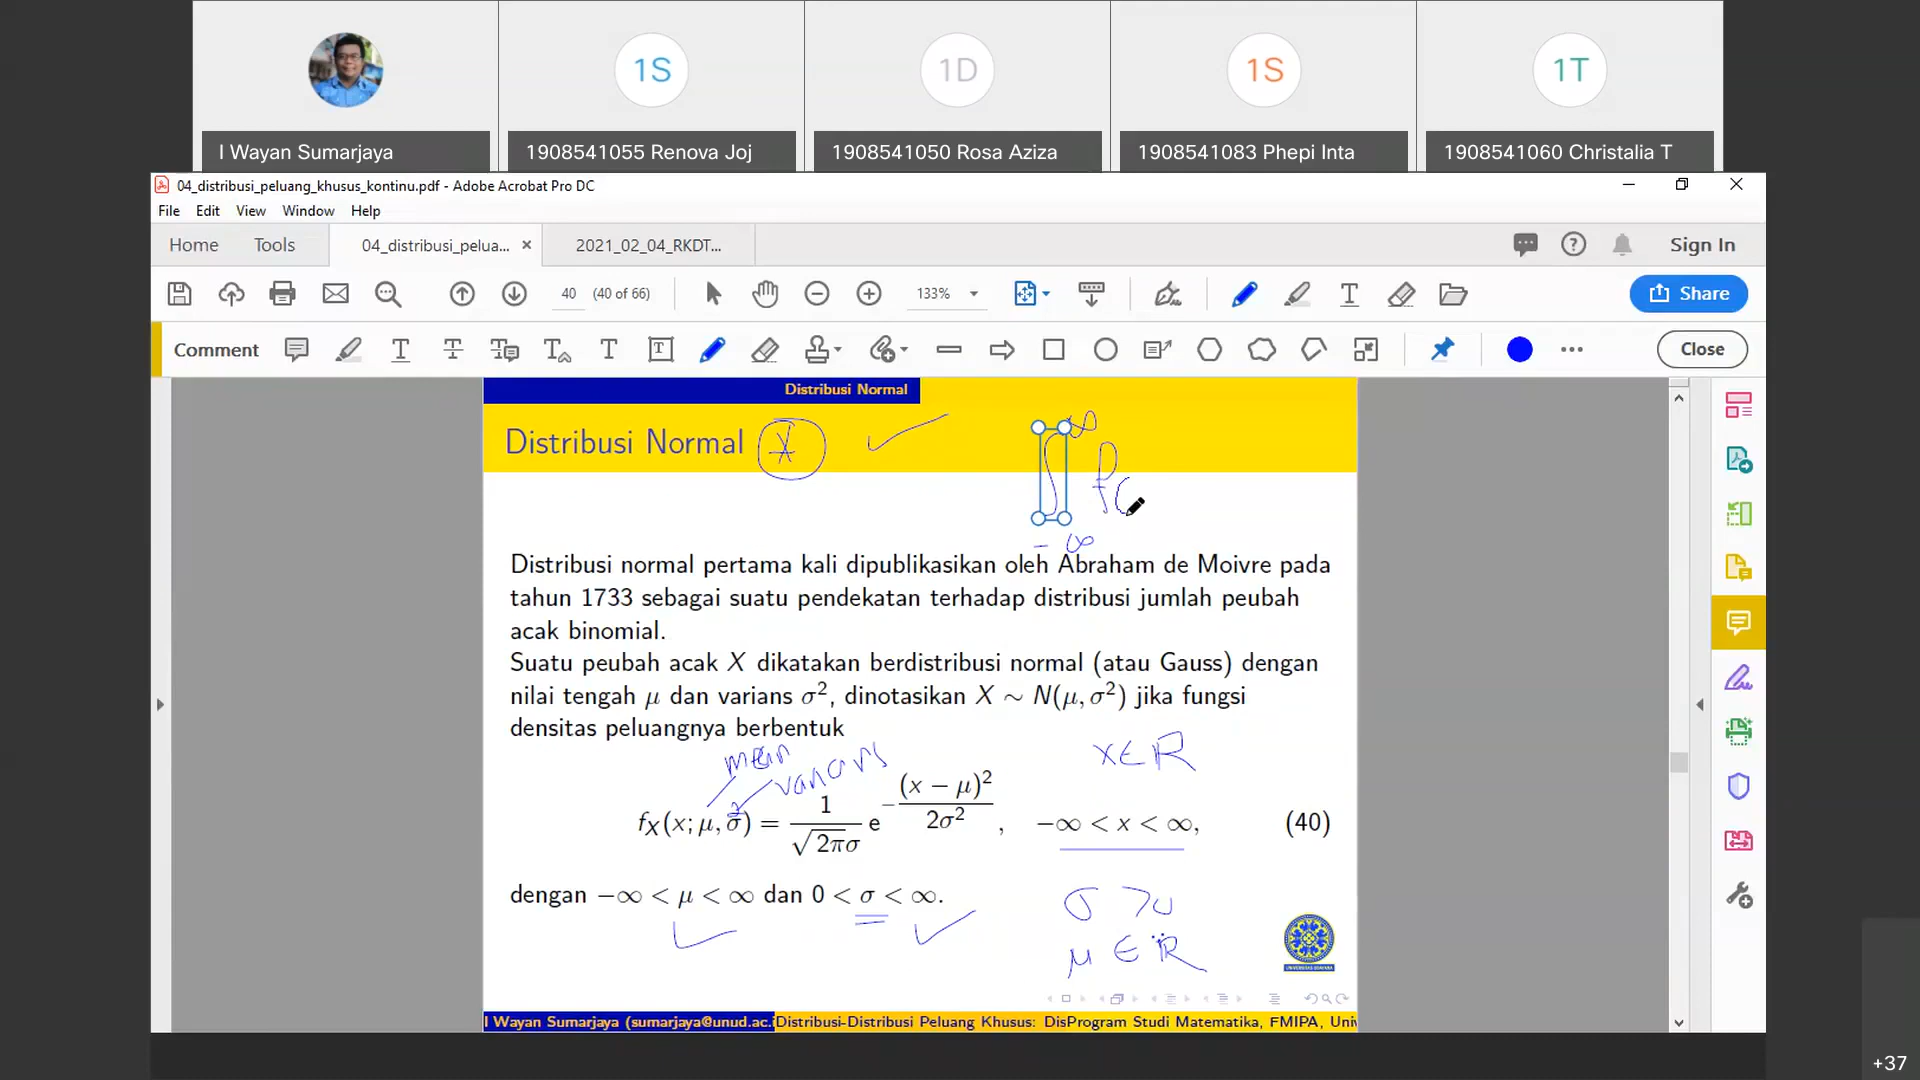 1S
1D
1S
1T
I Wayan Sumarjaya
1908541055 Renova Joj
1908541050 Rosa Aziza
1908541083 Phepi Inta
1908541060 Christalia T
04_distribusi_peluang_khusus_kontinu.pdf - Adobe Acrobat Pro DC
File Edit View Window Help
Home Tools 04_distribusi_pelua... × 2021_02_04_RKDT... Sign In
40 (40 of 66) 133% Share
Comment Close
Distribusi Normal
Distribusi Normal X
∫ ∞ f(
- ∞
Distribusi normal pertama kali dipublikasikan oleh Abraham de Moivre pada
tahun 1733 sebagai suatu pendekatan terhadap distribusi jumlah peubah
acak binomial.
Suatu peubah acak X dikatakan berdistribusi normal (atau Gauss) dengan
nilai tengah μ dan varians σ², dinotasikan X ∼ N(μ, σ²) jika fungsi
densitas peluangnya berbentuk
mean varians x∈R
fX(x; μ, σ²) = 1/(√2πσ) e^−(x − μ)²/2σ², −∞ < x < ∞, (40)
dengan −∞ < μ < ∞ dan 0 < σ < ∞.
σ >0
μ ∈ R
UNIVERSITAS UDAYANA
I Wayan Sumarjaya (sumarjaya@unud.ac.i Distribusi-Distribusi Peluang Khusus: Dis Program Studi Matematika, FMIPA, Univ
+37